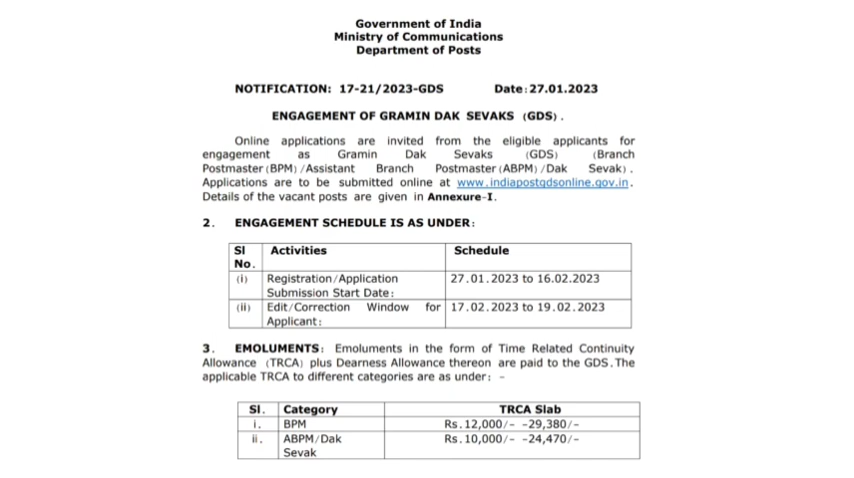 Government of India
Ministry of Communications
Department of Posts
NOTIFICATION: 17-21/2023-GDS Date:27.01.2023
ENGAGEMENT OF GRAMIN DAK SEVAKS (GDS).
Online applications are invited from the eligible applicants for
engagement as Gramin Dak Sevaks (GDS) (Branch
Postmaster(BPM)/Assistant Branch Postmaster(ABPM)/Dak Sevak).
Applications are to be submitted online at www.indiapostgdsonline.gov.in.
Details of the vacant posts are given in Annexure-I.
2. ENGAGEMENT SCHEDULE IS AS UNDER:
Sl No. Activities Schedule
(i) Registration/Application Submission Start Date: 27.01.2023 to 16.02.2023
(ii) Edit/Correction Window for Applicant: 17.02.2023 to 19.02.2023
3. EMOLUMENTS: Emoluments in the form of Time Related Continuity
Allowance (TRCA) plus Dearness Allowance thereon are paid to the GDS.The
applicable TRCA to different categories are as under: -
Sl. Category TRCA Slab
i. BPM Rs.12,000/- -29,380/-
ii. ABPM/Dak Sevak Rs.10,000/- -24,470/-